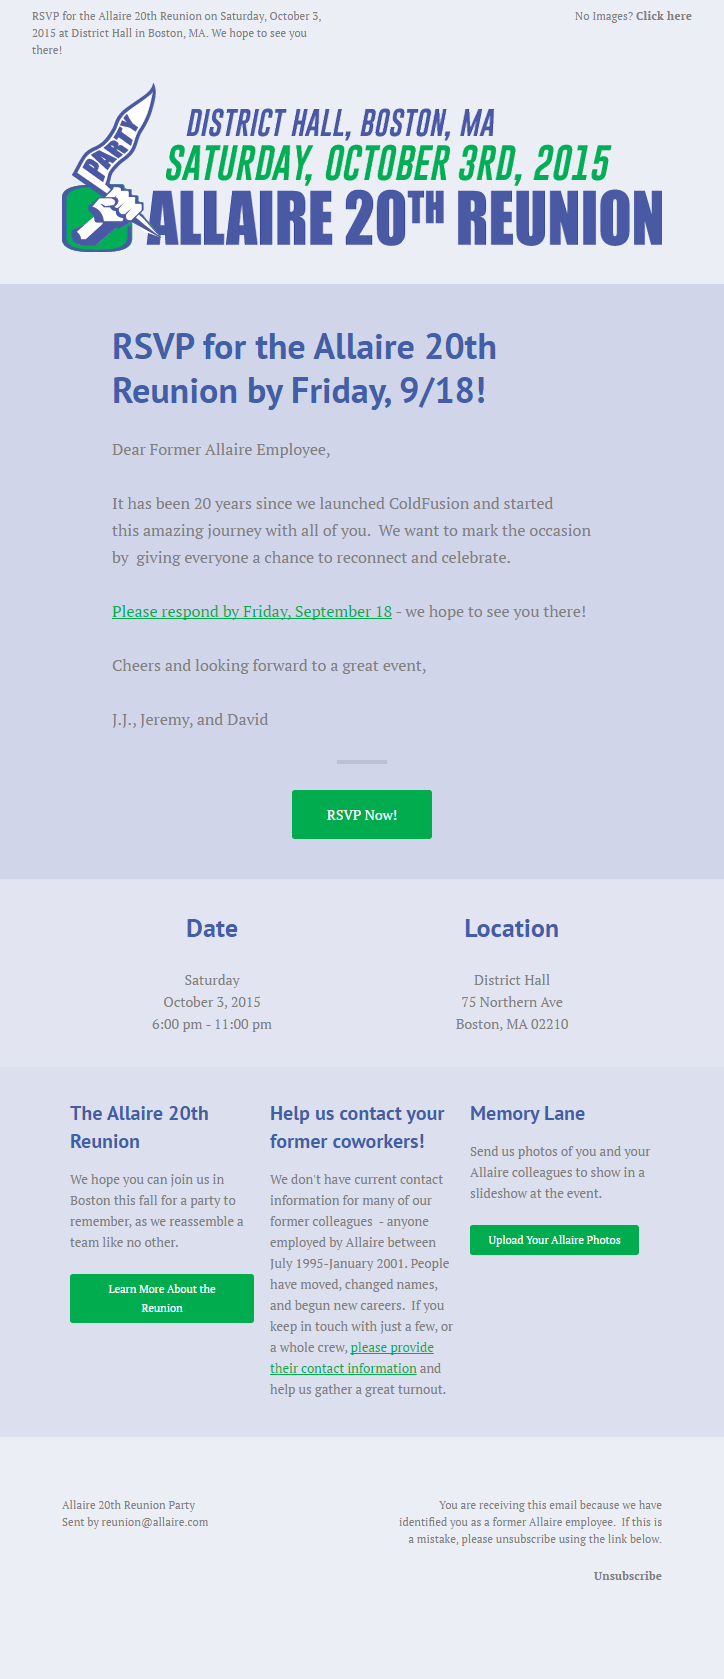 RSVP for the Allaire 20th Reunion on Saturday, October 3,
2015 at District Hall in Boston, MA. We hope to see you
there!
No Images? Click here
PARTY
DISTRICT HALL, BOSTON, MA
SATURDAY, OCTOBER 3RD, 2015
ALLAIRE 20TH REUNION
RSVP for the Allaire 20th
Reunion by Friday, 9/18!
Dear Former Allaire Employee,
It has been 20 years since we launched ColdFusion and started
this amazing journey with all of you.  We want to mark the occasion
by  giving everyone a chance to reconnect and celebrate.
Please respond by Friday, September 18 - we hope to see you there!
Cheers and looking forward to a great event,
J.J., Jeremy, and David
RSVP Now!
Date
Saturday
October 3, 2015
6:00 pm - 11:00 pm
Location
District Hall
75 Northern Ave
Boston, MA 02210
The Allaire 20th
Reunion
We hope you can join us in
Boston this fall for a party to
remember, as we reassemble a
team like no other.
Learn More About the
Reunion
Help us contact your
former coworkers!
We don't have current contact
information for many of our
former colleagues  - anyone
employed by Allaire between
July 1995-January 2001. People
have moved, changed names,
and begun new careers.  If you
keep in touch with just a few, or
a whole crew, please provide
their contact information and
help us gather a great turnout.
Memory Lane
Send us photos of you and your
Allaire colleagues to show in a
slideshow at the event.
Upload Your Allaire Photos
Allaire 20th Reunion Party
Sent by reunion@allaire.com
You are receiving this email because we have
identified you as a former Allaire employee.  If this is
a mistake, please unsubscribe using the link below.
Unsubscribe